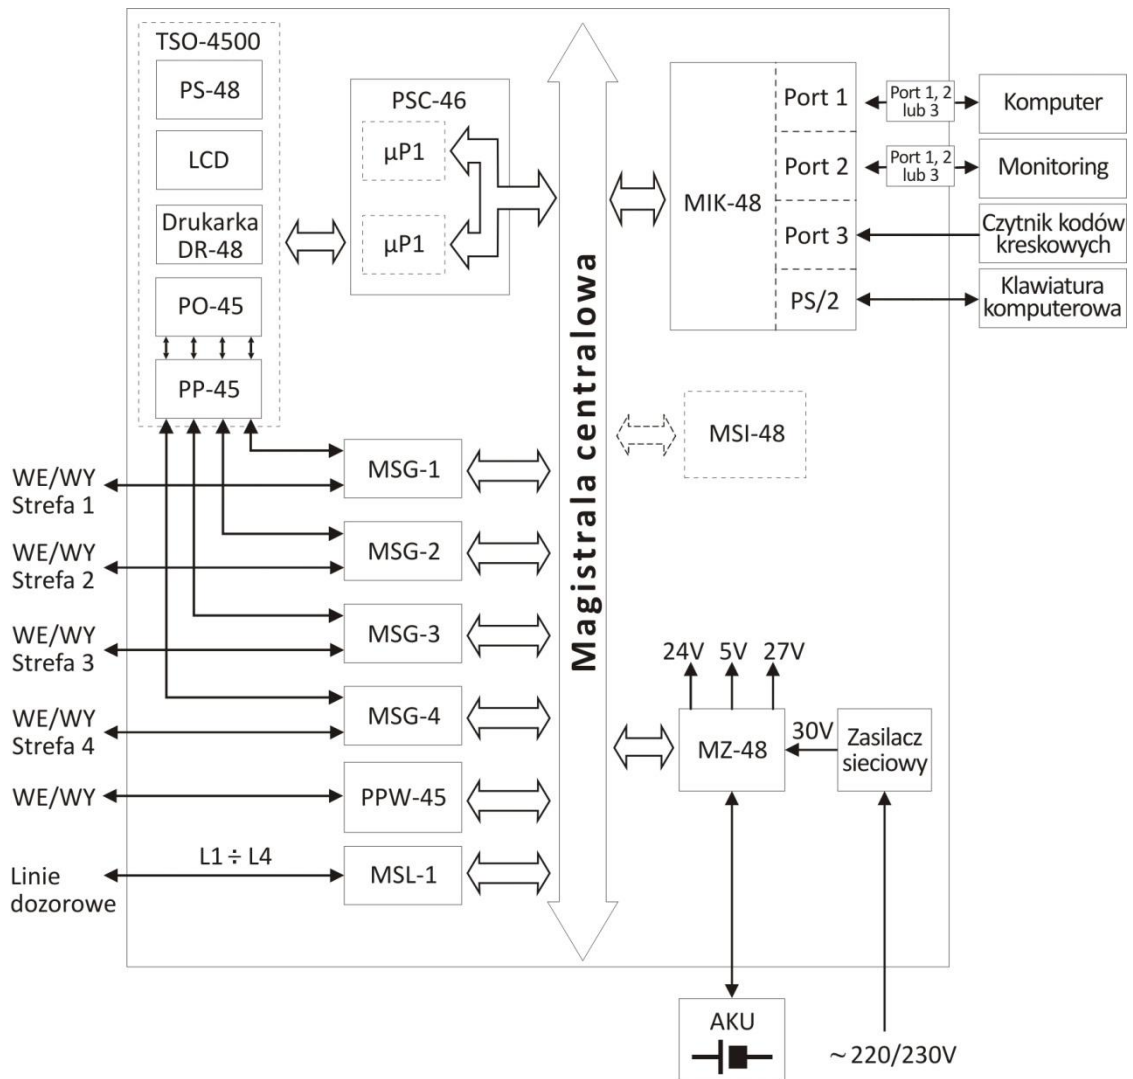 TSO-4500
PS-48
LCD
Drukarka
DR-48
PO-45
PP-45
PSC-46
µP1
µP1
Magistrala centralowa
MIK-48
Port 1
Port 2
Port 3
PS/2
Port 1, 2
lub 3
Port 1, 2
lub 3
Komputer
Monitoring
Czytnik kodów
kreskowych
Klawiatura
komputerowa
MSI-48
WE/WY
Strefa 1
MSG-1
WE/WY
Strefa 2
MSG-2
WE/WY
Strefa 3
MSG-3
WE/WY
Strefa 4
MSG-4
WE/WY
PPW-45
Linie
dozorowe
L1 ÷ L4
MSL-1
24V
5V
27V
MZ-48
30V
Zasilacz
sieciowy
AKU
~ 220/230V